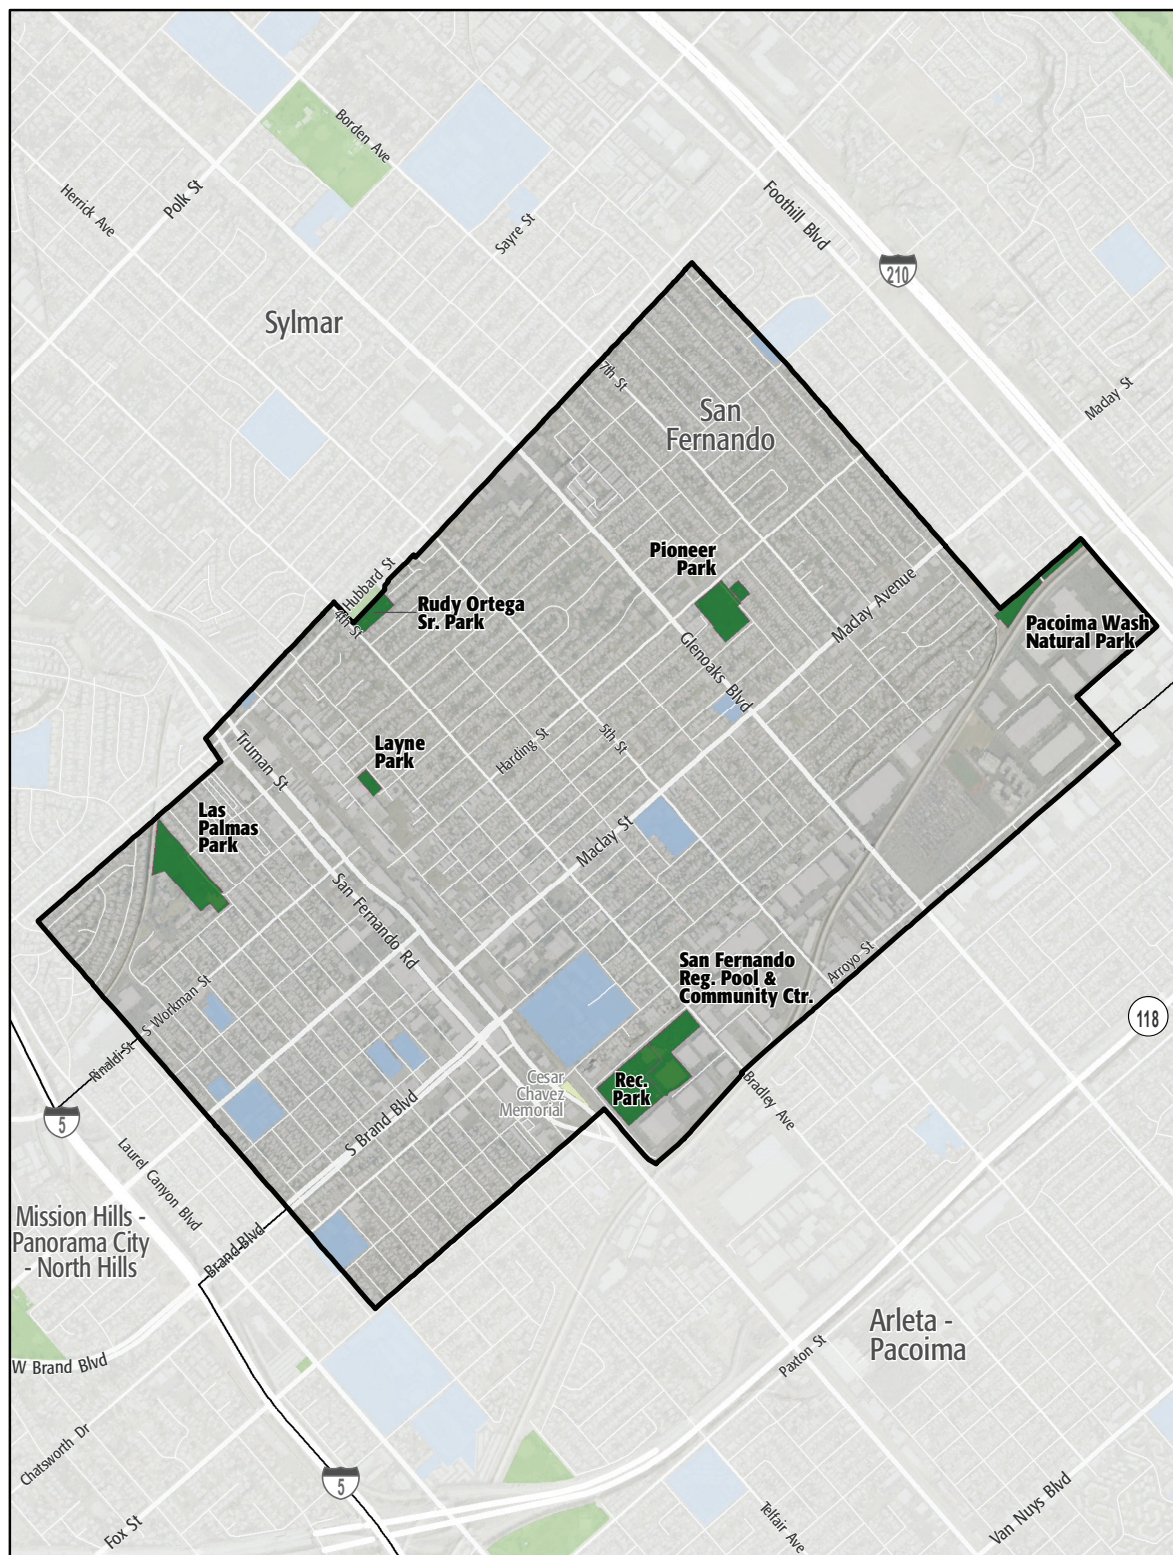 Borden Ave
Polk St
Herrick Ave
Sayre St
Foothill Blvd
210
Sylmar
7th St
San
Fernando
Maclay St
Pioneer
Park
Hubbard St
4th St
Rudy Ortega
Sr. Park
Maclay Avenue
Pacoima Wash
Natural Park
Glenoaks Blvd
Truman St
Layne
Park
Harding St
5th St
Las
Palmas
Park
Maclay St
San Fernando Rd
San Fernando
Reg. Pool &
Community Ctr.
Arroyo St
S Workman St
118
Rinaldi St
Cesar
Chavez
Memorial
Rec.
Park
Bradley Ave
5
S Brand Blvd
Laurel Canyon Blvd
Mission Hills -
Panorama City
- North Hills
Brand Blvd
Arleta -
Pacoima
W Brand Blvd
Paxton St
Chatsworth Dr
5
Fox St
Telfair Ave
Van Nuys Blvd